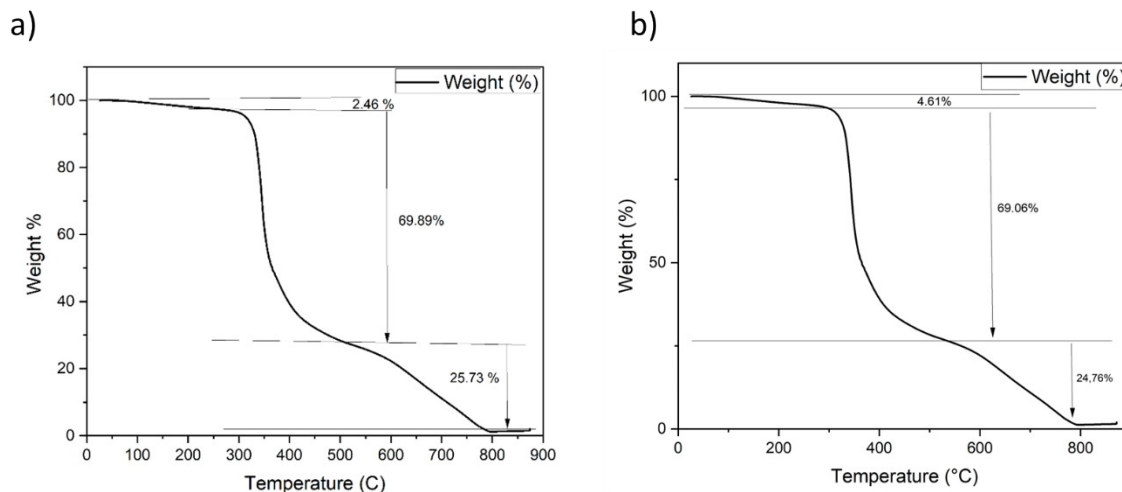 a)
Weight (%)
100
80
60
40
20
0
Weight %
2.46 %
69.89%
25.73 %
0 100 200 300 400 500 600 700 800 900
Temperature (C)
b)
Weight (%)
100
50
0
Weight (%)
4.61%
69.06%
24.76%
0 200 400 600 800
Temperature (°C)